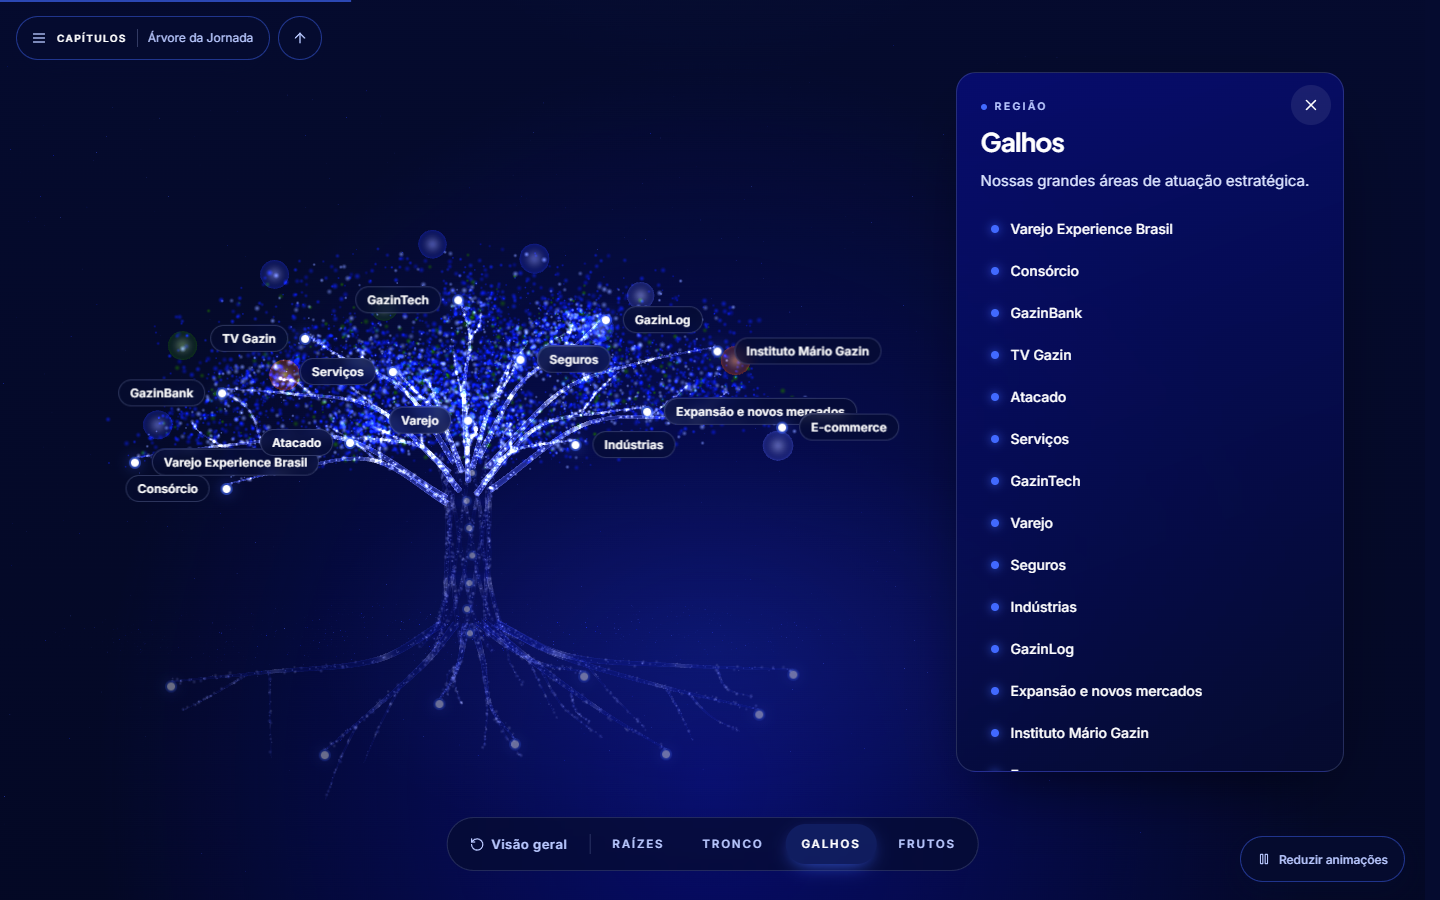 CAPÍTULOS
Árvore da Jornada
GazinTech
GazinLog
TV Gazin
Instituto Mário Gazin
Seguros
Serviços
GazinBank
Expansão e novos mercados
Varejo
E-commerce
Atacado
Indústrias
Varejo Experience Brasil
Consórcio
REGIÃO
Galhos
Nossas grandes áreas de atuação estratégica.
Varejo Experience Brasil
Consórcio
GazinBank
TV Gazin
Atacado
Serviços
GazinTech
Varejo
Seguros
Indústrias
GazinLog
Expansão e novos mercados
Instituto Mário Gazin
Visão geral
RAÍZES
TRONCO
GALHOS
FRUTOS
Reduzir animações